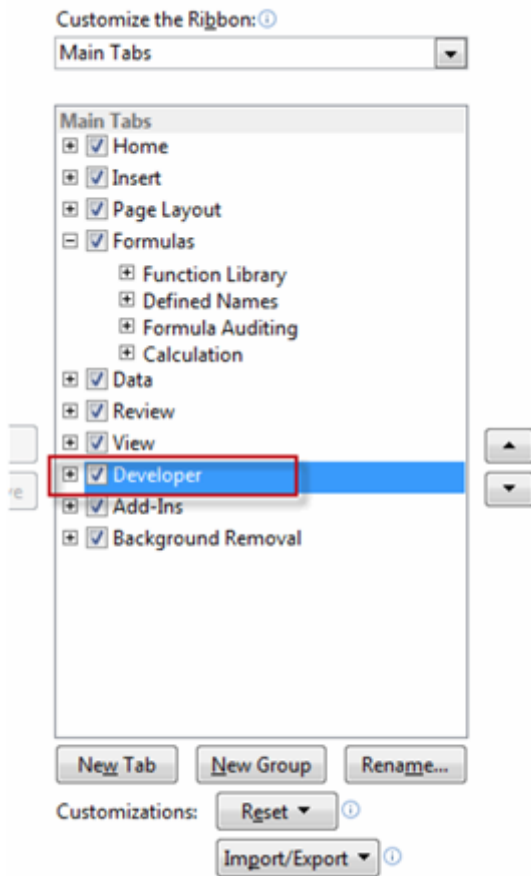 Customize the Ribbon:
Main Tabs
Main Tabs
Home
Insert
Page Layout
Formulas
Function Library
Defined Names
Formula Auditing
Calculation
Data
Review
View
Developer
Add-Ins
Background Removal
New Tab New Group Rename...
Customizations: Reset
Import/Export